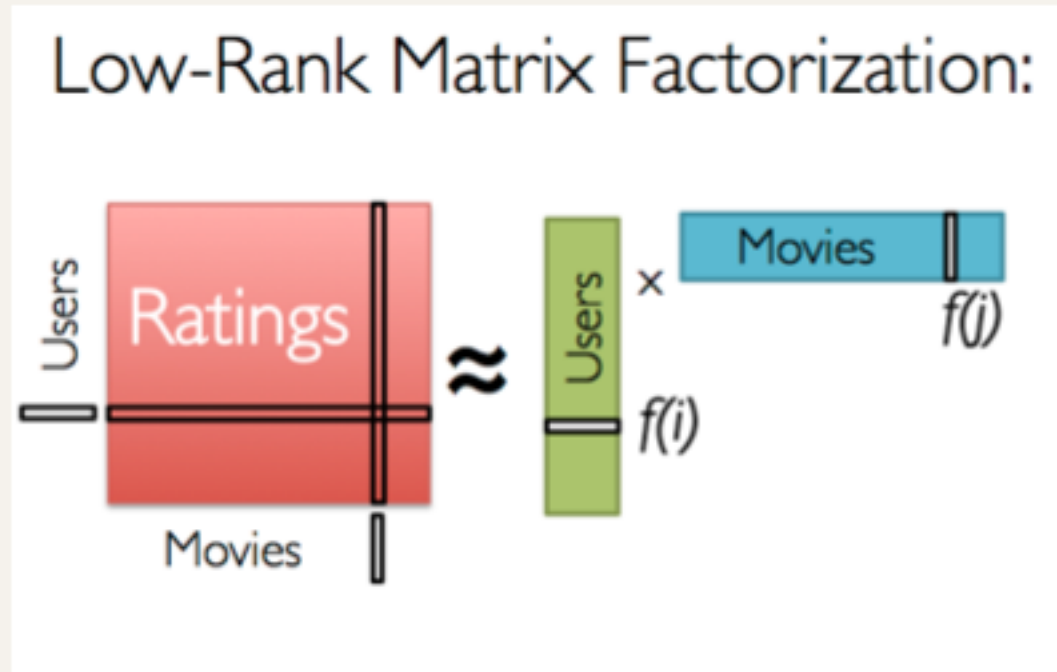 Low-Rank Matrix Factorization:
Users
Ratings
Movies
≈
Users
f(i)
x
Movies
f(j)